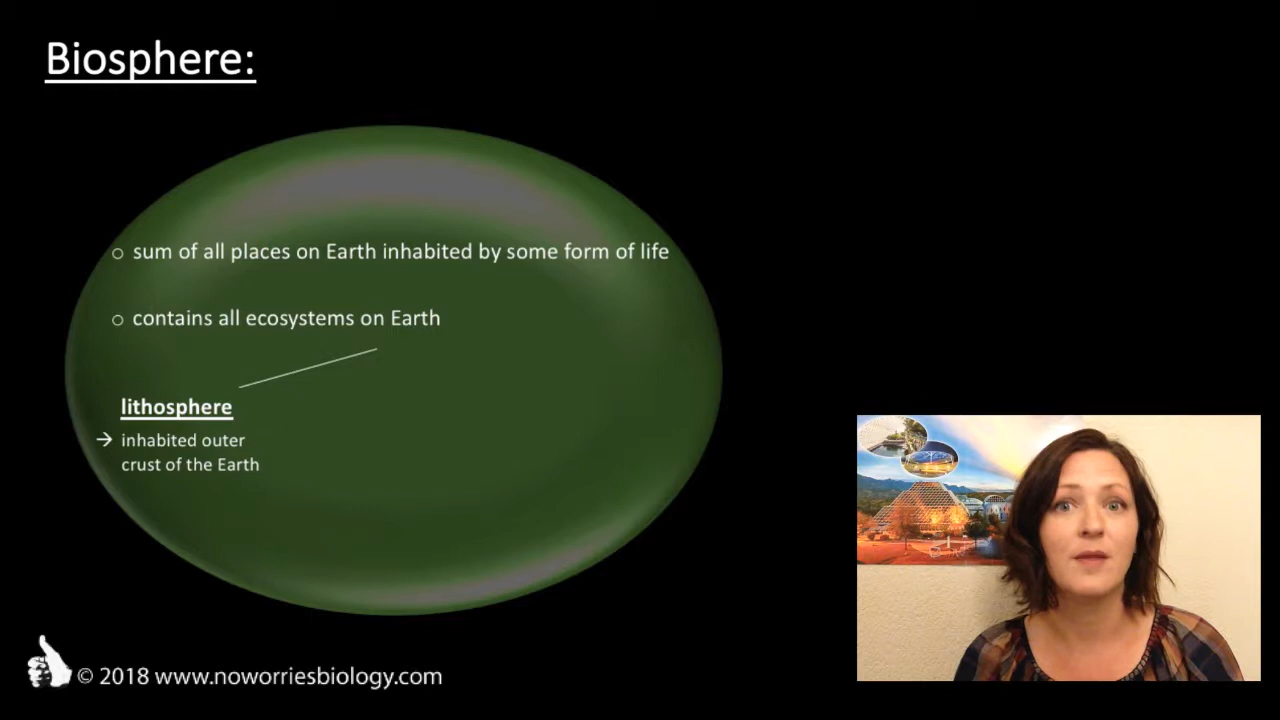 Biosphere:
○ sum of all places on Earth inhabited by some form of life
○ contains all ecosystems on Earth
lithosphere
→ inhabited outer
crust of the Earth
© 2018 www.noworriesbiology.com